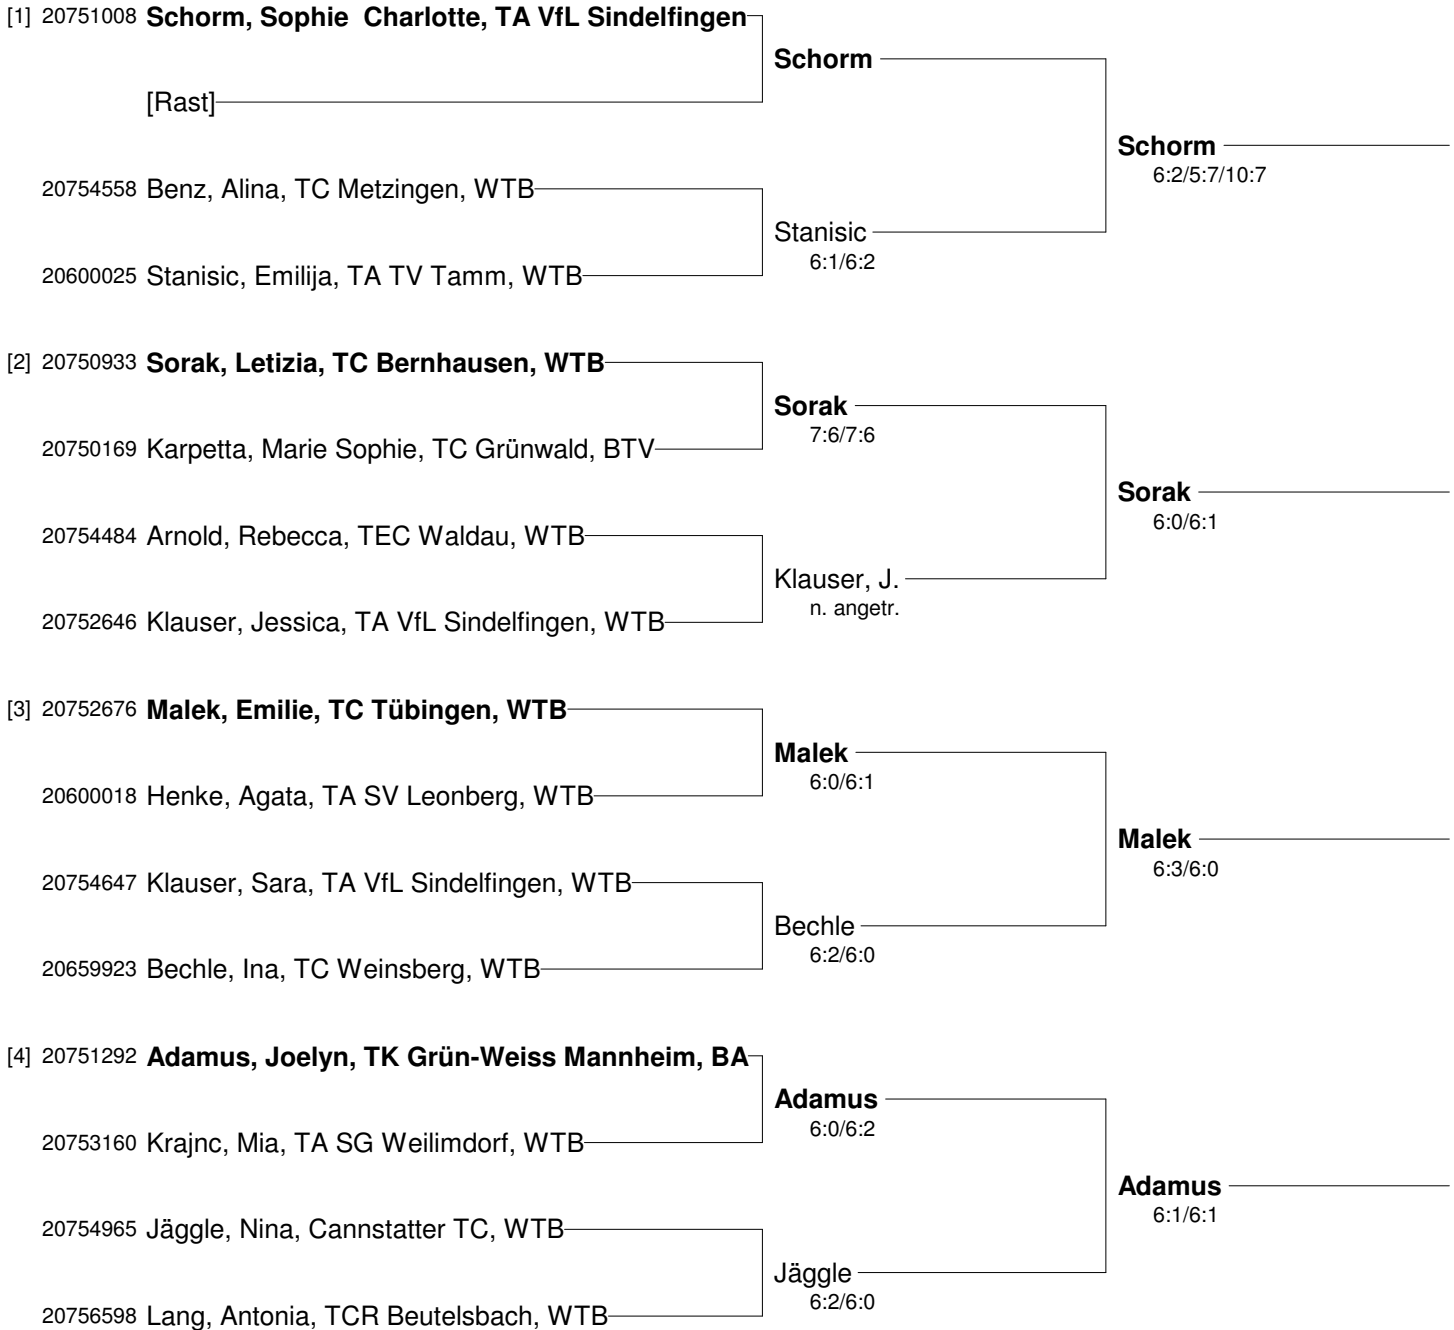 [1] 20751008 Schorm, Sophie  Charlotte, TA VfL Sindelfingen
Schorm
[Rast]
Schorm
6:2/5:7/10:7
20754558 Benz, Alina, TC Metzingen, WTB
Stanisic
6:1/6:2
20600025 Stanisic, Emilija, TA TV Tamm, WTB
[2] 20750933 Sorak, Letizia, TC Bernhausen, WTB
Sorak
7:6/7:6
20750169 Karpetta, Marie Sophie, TC Grünwald, BTV
Sorak
6:0/6:1
20754484 Arnold, Rebecca, TEC Waldau, WTB
Klauser, J.
n. angetr.
20752646 Klauser, Jessica, TA VfL Sindelfingen, WTB
[3] 20752676 Malek, Emilie, TC Tübingen, WTB
Malek
6:0/6:1
20600018 Henke, Agata, TA SV Leonberg, WTB
Malek
6:3/6:0
20754647 Klauser, Sara, TA VfL Sindelfingen, WTB
Bechle
6:2/6:0
20659923 Bechle, Ina, TC Weinsberg, WTB
[4] 20751292 Adamus, Joelyn, TK Grün-Weiss Mannheim, BA
Adamus
6:0/6:2
20753160 Krajnc, Mia, TA SG Weilimdorf, WTB
Adamus
6:1/6:1
20754965 Jäggle, Nina, Cannstatter TC, WTB
Jäggle
6:2/6:0
20756598 Lang, Antonia, TCR Beutelsbach, WTB